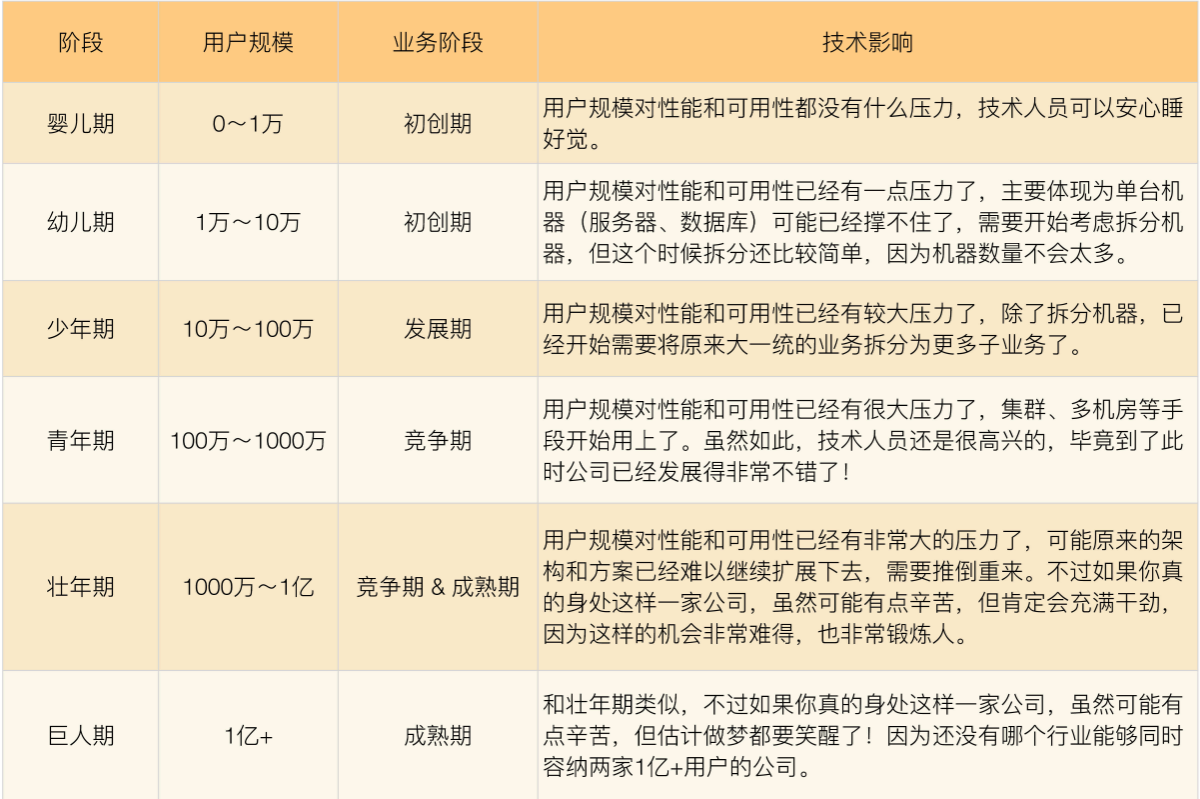 阶段 用户规模 业务阶段 技术影响
婴儿期 0～1万 初创期 用户规模对性能和可用性都没有什么压力，技术人员可以安心睡
好觉。
幼儿期 1万～10万 初创期 用户规模对性能和可用性已经有一点压力了，主要体现为单台机
器（服务器、数据库）可能已经撑不住了，需要开始考虑拆分机
器，但这个时候拆分还比较简单，因为机器数量不会太多。
少年期 10万～100万 发展期 用户规模对性能和可用性已经有较大压力了，除了拆分机器，已
经开始需要将原来大一统的业务拆分为更多子业务了。
青年期 100万～1000万 竞争期 用户规模对性能和可用性已经有很大压力了，集群、多机房等手
段开始用上了。虽然如此，技术人员还是很高兴的，毕竟到了此
时公司已经发展得非常不错了！
壮年期 1000万～1亿 竞争期 & 成熟期 用户规模对性能和可用性已经有非常大的压力了，可能原来的架
构和方案已经难以继续扩展下去，需要推倒重来。不过如果你真
的身处这样一家公司，虽然可能有点辛苦，但肯定会充满干劲，
因为这样的机会非常难得，也非常锻炼人。
巨人期 1亿+ 成熟期 和壮年期类似，不过如果你真的身处这样一家公司，虽然可能有
点辛苦，但估计做梦都要笑醒了！因为还没有哪个行业能够同时
容纳两家1亿+用户的公司。